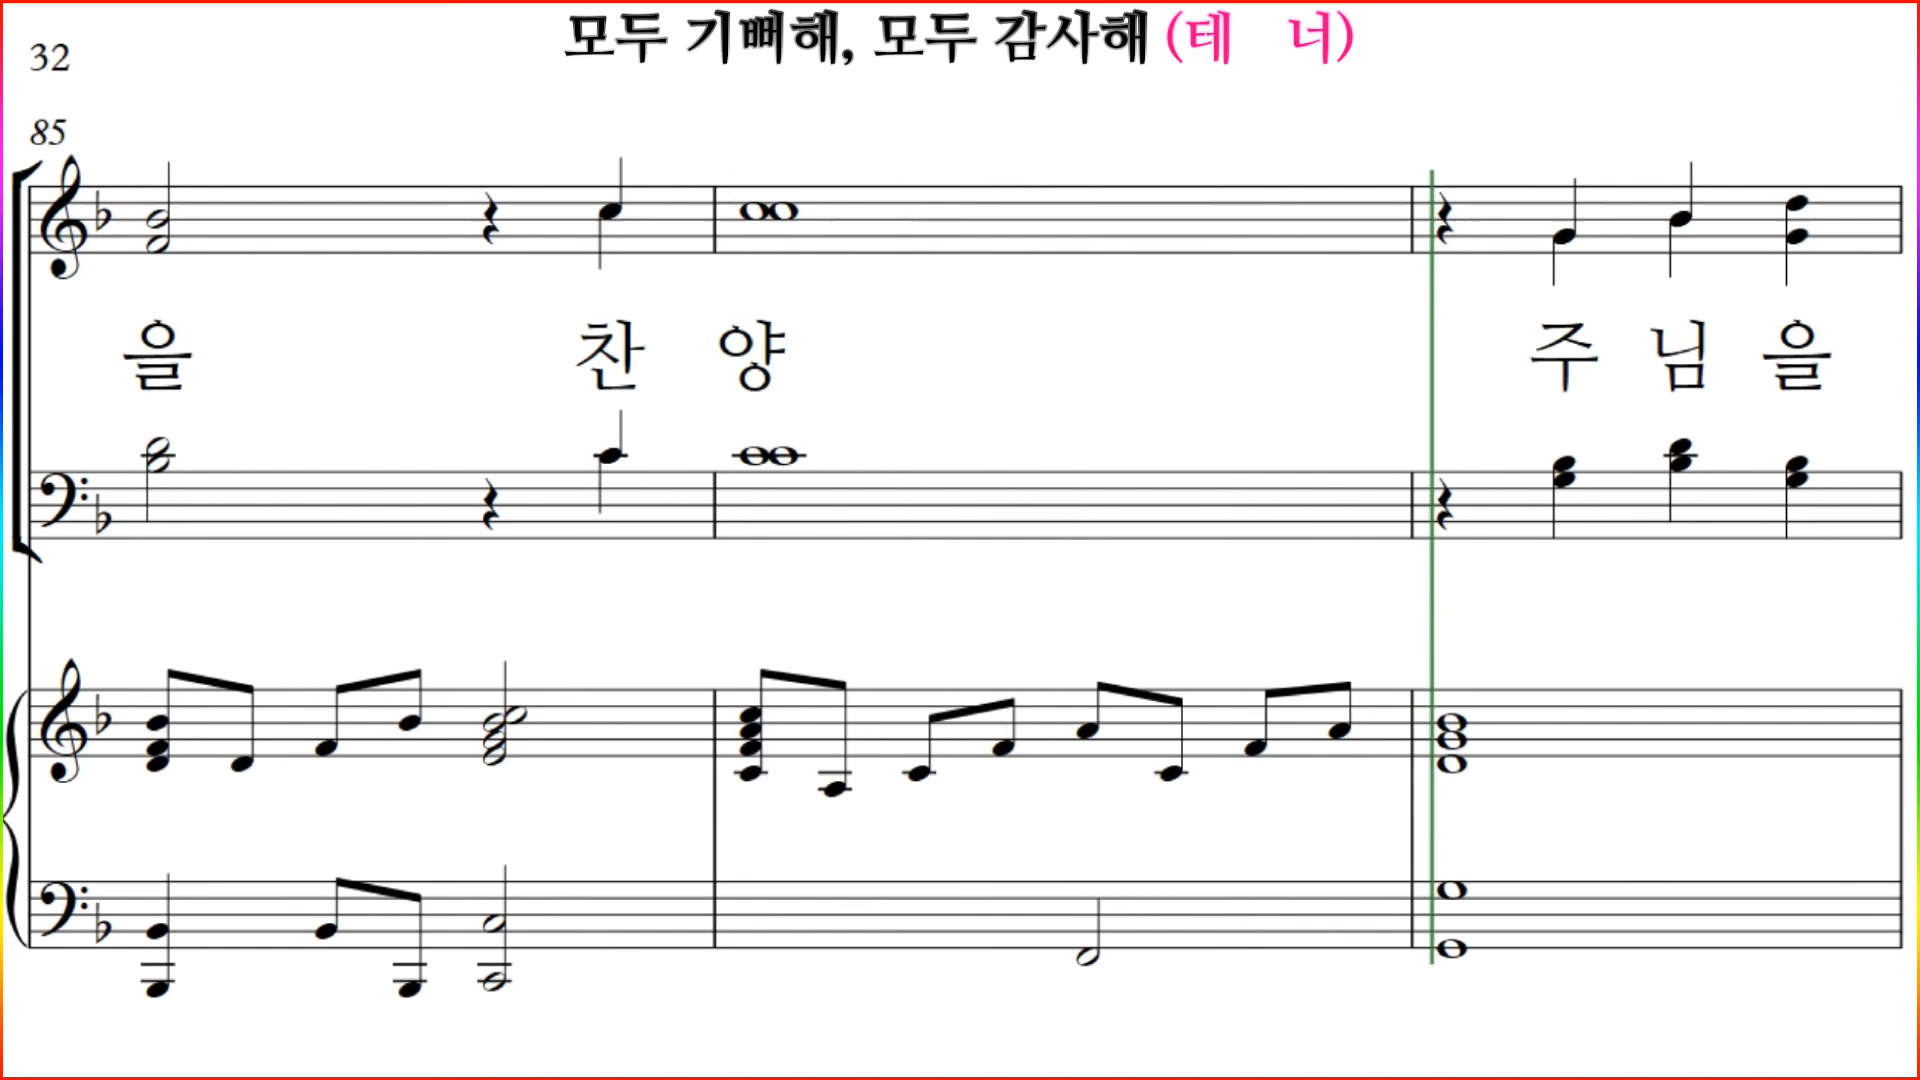 모두 기뻐해, 모두 감사해 (테 너)
32
85
을 찬 양 주 님 을